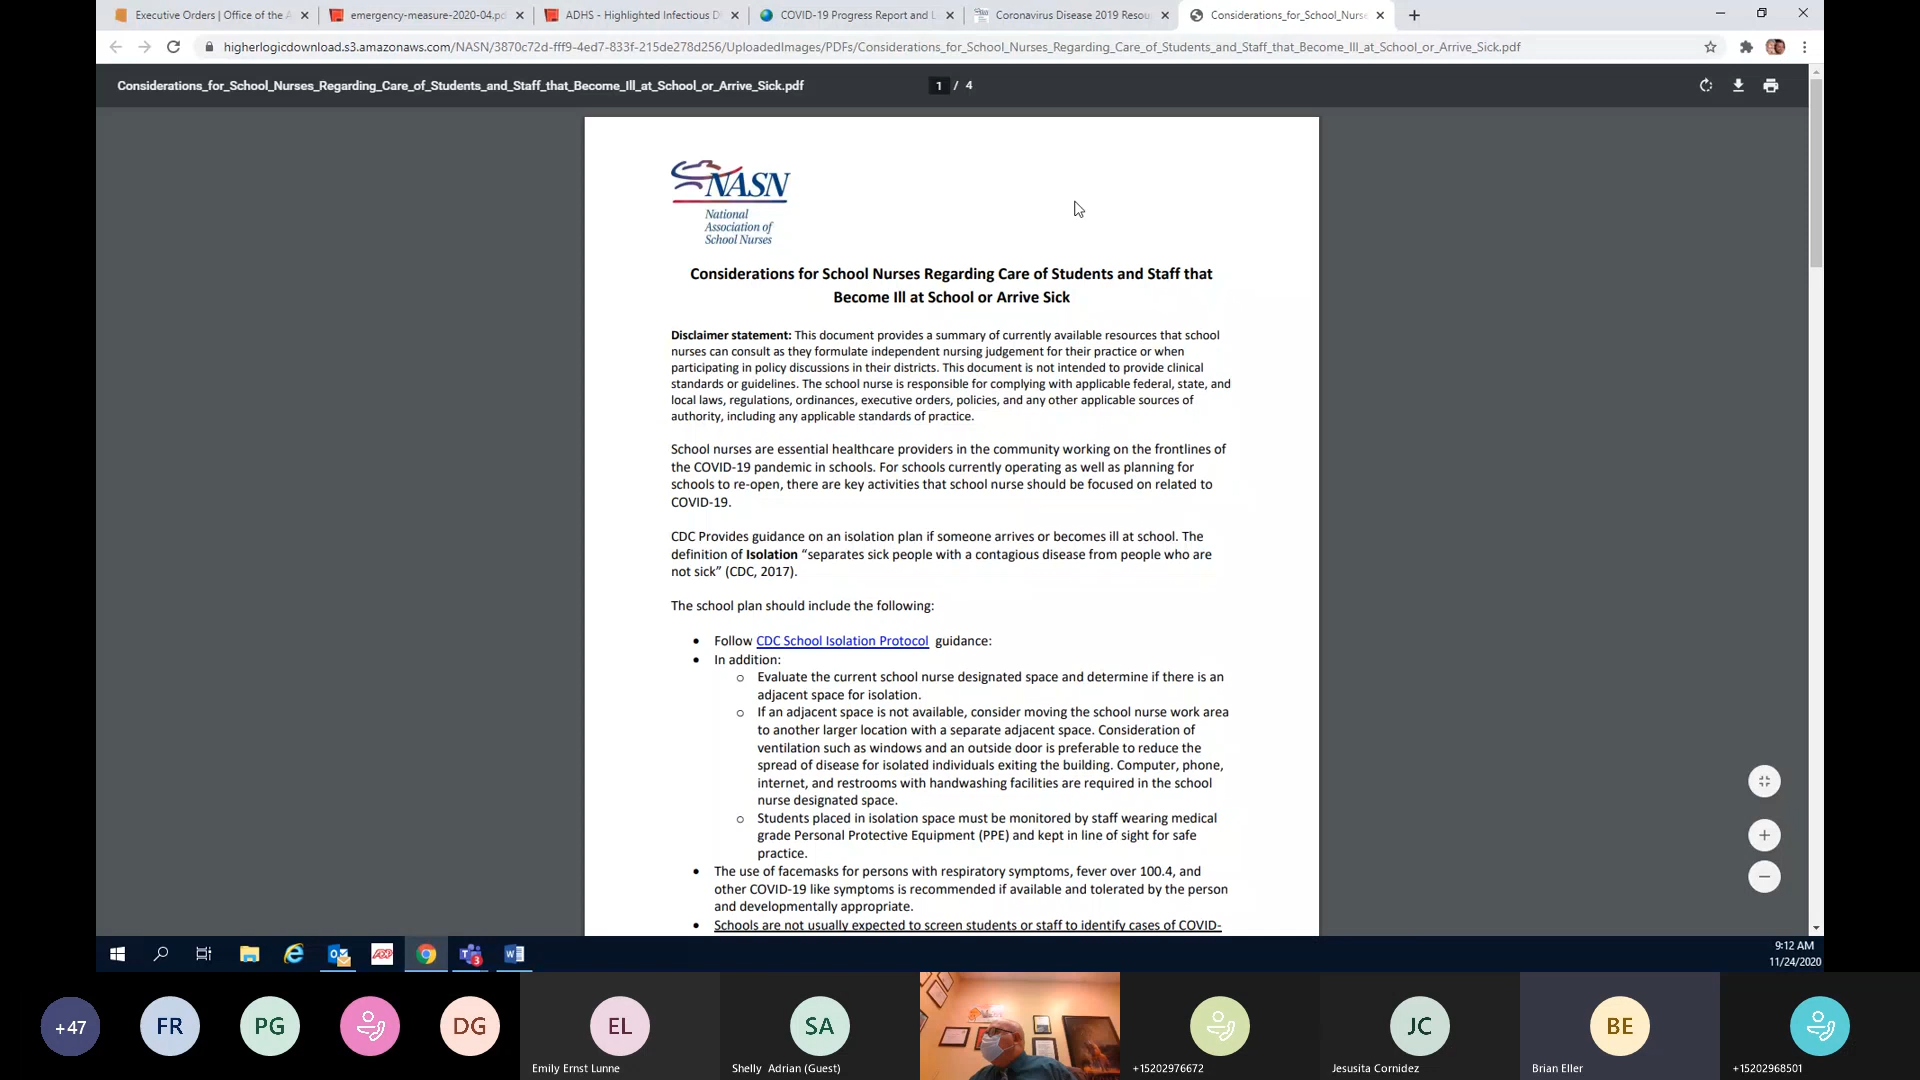 Executive Orders | Office of the A
emergency-measure-2020-04.pd
ADHS - Highlighted Infectious D
COVID-19 Progress Report and L
Coronavirus Disease 2019 Resou
Considerations_for_School_Nurse
higherlogicdownload.s3.amazonaws.com/NASN/3870c72d-fff9-4ed7-833f-215de278d256/UploadedImages/PDFs/Considerations_for_School_Nurses_Regarding_Care_of_Students_and_Staff_that_Become_Ill_at_School_or_Arrive_Sick.pdf
Considerations_for_School_Nurses_Regarding_Care_of_Students_and_Staff_that_Become_Ill_at_School_or_Arrive_Sick.pdf
1 / 4
NASN
National
Association of
School Nurses
Considerations for School Nurses Regarding Care of Students and Staff that
Become Ill at School or Arrive Sick
Disclaimer statement: This document provides a summary of currently available resources that school
nurses can consult as they formulate independent nursing judgement for their practice or when
participating in policy discussions in their districts. This document is not intended to provide clinical
standards or guidelines. The school nurse is responsible for complying with applicable federal, state, and
local laws, regulations, ordinances, executive orders, policies, and any other applicable sources of
authority, including any applicable standards of practice.
School nurses are essential healthcare providers in the community working on the frontlines of
the COVID-19 pandemic in schools. For schools currently operating as well as planning for
schools to re-open, there are key activities that school nurse should be focused on related to
COVID-19.
CDC Provides guidance on an isolation plan if someone arrives or becomes ill at school. The
definition of Isolation “separates sick people with a contagious disease from people who are
not sick” (CDC, 2017).
The school plan should include the following:
• Follow CDC School Isolation Protocol guidance:
• In addition:
o Evaluate the current school nurse designated space and determine if there is an
adjacent space for isolation.
o If an adjacent space is not available, consider moving the school nurse work area
to another larger location with a separate adjacent space. Consideration of
ventilation such as windows and an outside door is preferable to reduce the
spread of disease for isolated individuals exiting the building. Computer, phone,
internet, and restrooms with handwashing facilities are required in the school
nurse designated space.
o Students placed in isolation space must be monitored by staff wearing medical
grade Personal Protective Equipment (PPE) and kept in line of sight for safe
practice.
• The use of facemasks for persons with respiratory symptoms, fever over 100.4, and
other COVID-19 like symptoms is recommended if available and tolerated by the person
and developmentally appropriate.
• Schools are not usually expected to screen students or staff to identify cases of COVID-
ADP
3
9:12 AM
11/24/2020
+47
FR
PG
DG
EL
SA
JC
BE
Emily Ernst Lunne
Shelly Adrian (Guest)
+15202976672
Jesusita Cornidez
Brian Eller
+15202968501